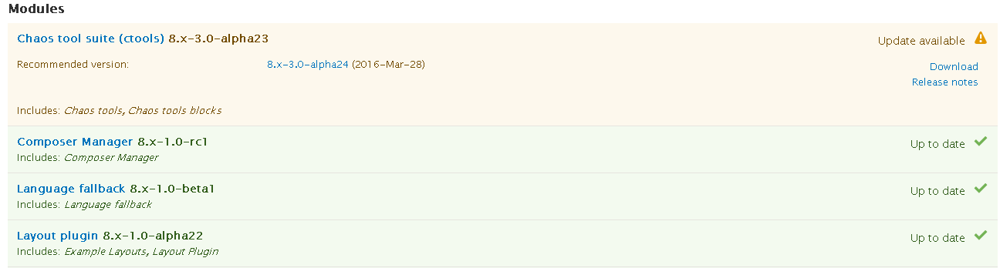 Modules
Chaos tool suite (ctools) 8.x-3.0-alpha23
Update available
Recommended version: 8.x-3.0-alpha24 (2016-Mar-28)
Download
Release notes
Includes: Chaos tools, Chaos tools blocks
Composer Manager 8.x-1.0-rc1
Up to date
Includes: Composer Manager
Language fallback 8.x-1.0-beta1
Up to date
Includes: Language fallback
Layout plugin 8.x-1.0-alpha22
Up to date
Includes: Example Layouts, Layout Plugin